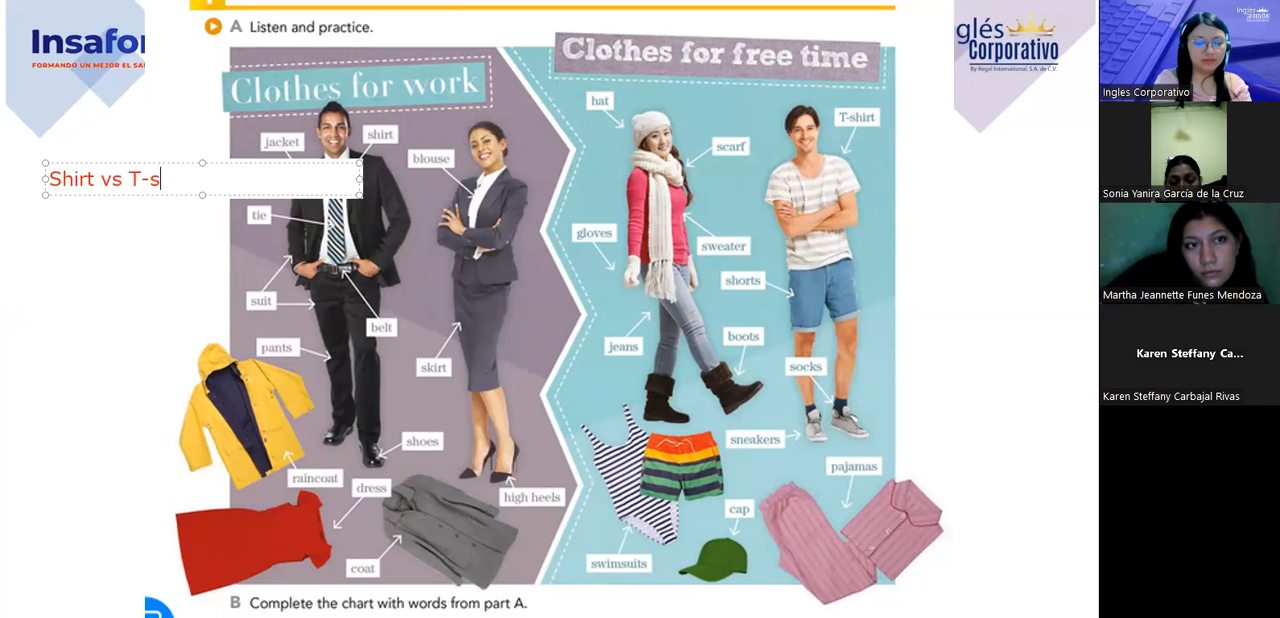 Insafor
FORMANDO UN MEJOR EL SA
A Listen and practice.
glés
Corporativo
By Regal International, S.A. de C.V.
Clothes for work
Clothes for free time
jacket
shirt
blouse
Shirt vs T-s
tie
suit
belt
pants
skirt
shoes
raincoat
dress
high heels
coat
hat
T-shirt
scarf
gloves
sweater
shorts
jeans
boots
socks
sneakers
pajamas
cap
swimsuits
B Complete the chart with words from part A.
Ingles Corporativo
Sonia Yanira García de la Cruz
Martha Jeannette Funes Mendoza
Karen Steffany Ca...
Karen Steffany Carbajal Rivas